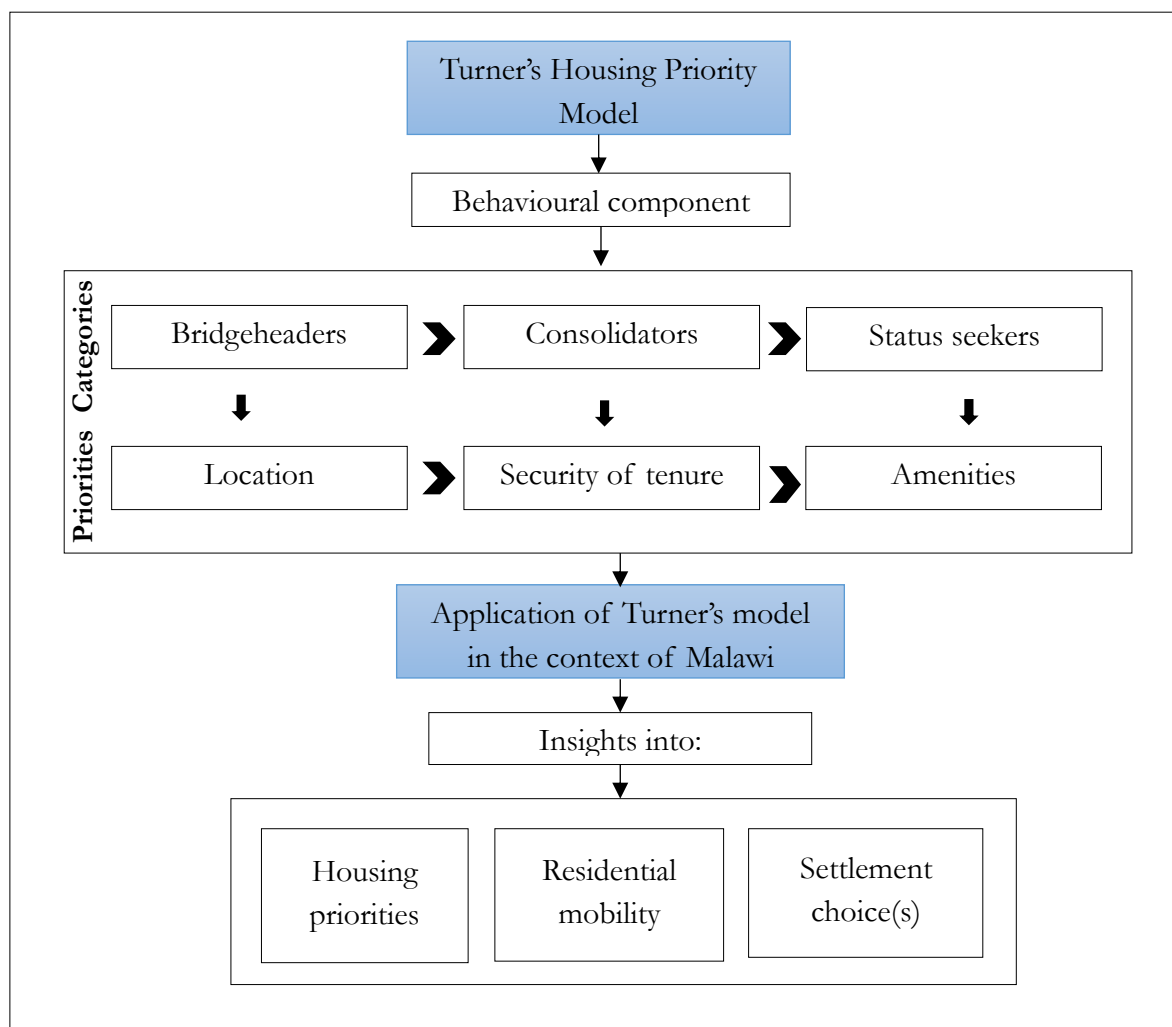 Turner's Housing Priority
Model
Behavioural component
Categories
Bridgeheaders
Consolidators
Status seekers
Priorities
Location
Security of tenure
Amenities
Application of Turner's model
in the context of Malawi
Insights into:
Housing
priorities
Residential
mobility
Settlement
choice(s)